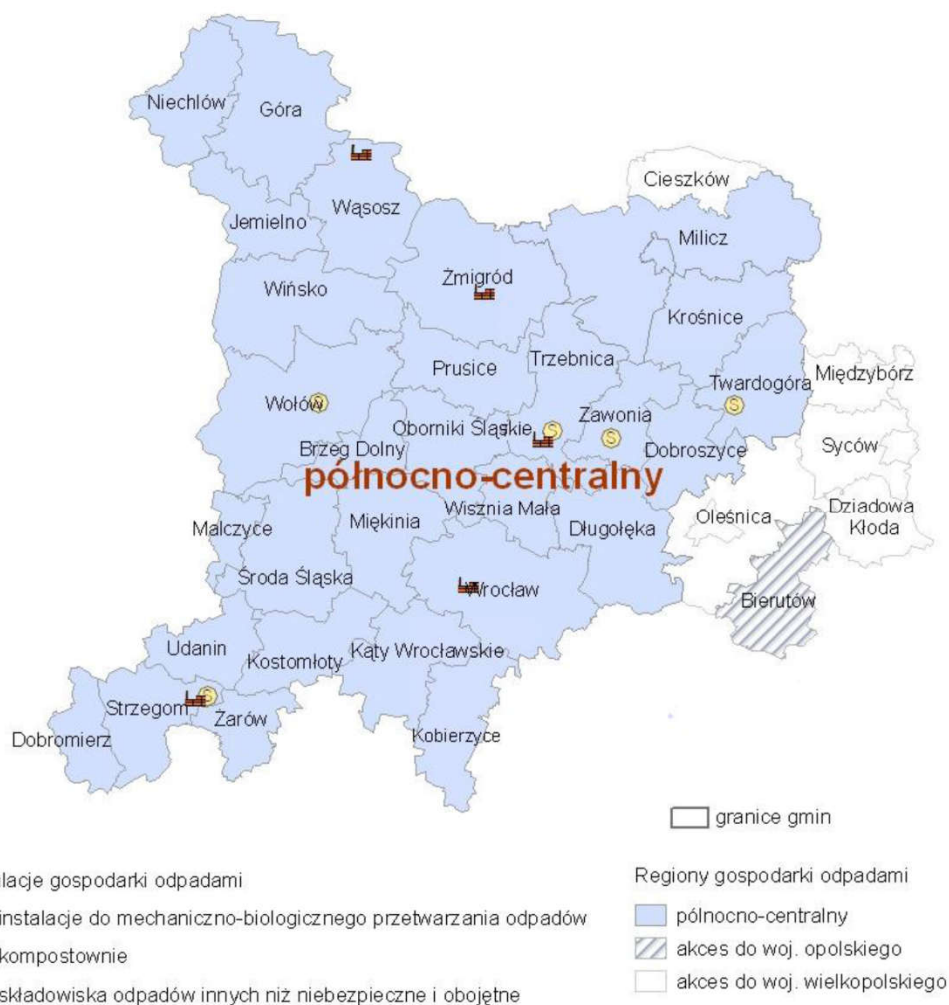 Niechlów
Góra
Cieszków
Wąsosz
Jemielno
Milicz
Żmigród
Wińsko
Krośnice
Trzebnica
Prusice
Międzybórz
Twardogóra
Wołów
S
S
Zawonia
S
S
Oborniki Śląskie
Brzeg Dolny
Dobroszyce
Syców
północno-centralny
Wisznia Mała
Dziadowa
Kłoda
Oleśnica
Malczyce
Miękinia
Długołęka
Środa Śląska
Wrocław
Bierutów
Udanin
Kostomłoty
Kąty Wrocławskie
S
Strzegom
Żarów
Dobromierz
Kobierzyce
granice gmin
lacje gospodarki odpadami
instalacje do mechaniczno-biologicznego przetwarzania odpadów
kompostownie
składowiska odpadów innych niż niebezpieczne i obojętne
Regiony gospodarki odpadami
północno-centralny
akces do woj. opolskiego
akces do woj. wielkopolskiego